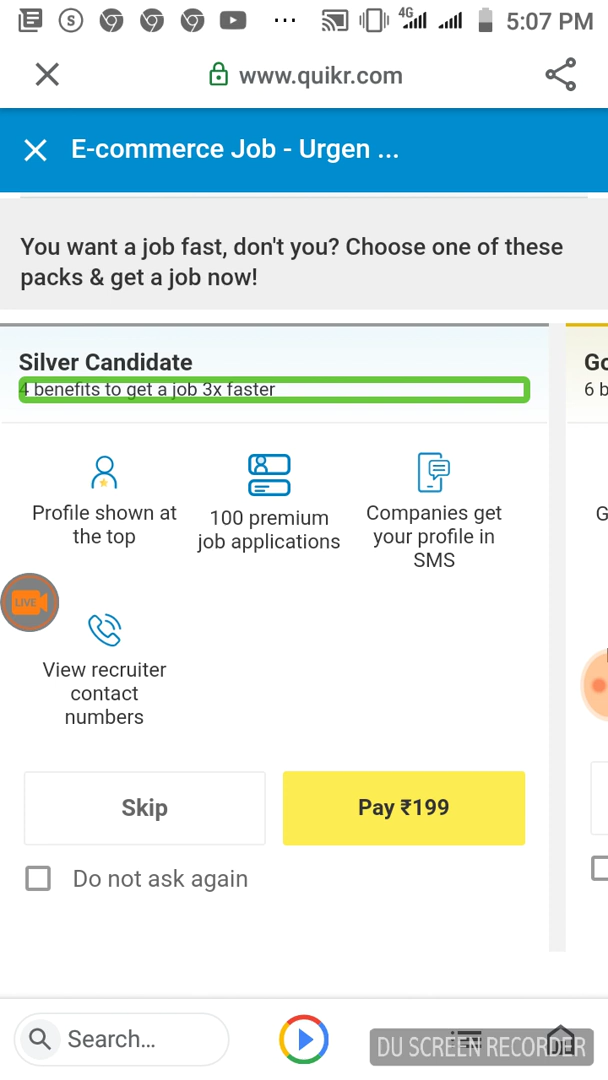 4G 5:07 PM
www.quikr.com
E-commerce Job - Urgen ...
You want a job fast, don't you? Choose one of these
packs & get a job now!
Silver Candidate
4 benefits to get a job 3x faster
Go
6 b
Profile shown at
the top
100 premium
job applications
Companies get
your profile in
SMS
G
LIVE
View recruiter
contact
numbers
Skip
Pay ₹199
Do not ask again
Search...
DU SCREEN RECORDER